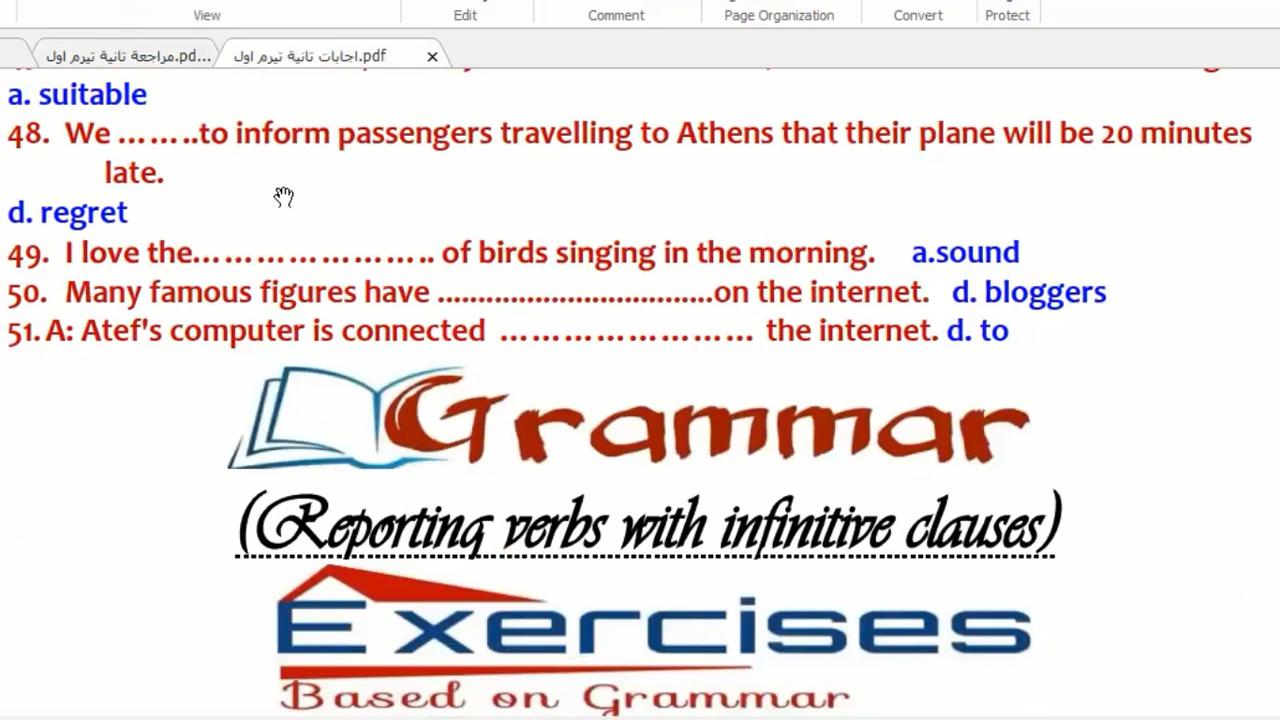 View Edit Comment Page Organization Convert Protect
مراجعة تانية تيرم اول.pd... اجابات تانية تيرم اول.pdf
a. suitable
48. We ……..to inform passengers travelling to Athens that their plane will be 20 minutes
late.
d. regret
49. I love the………………….. of birds singing in the morning. a.sound
50. Many famous figures have .................................on the internet. d. bloggers
51. A: Atef's computer is connected …………………… the internet. d. to
Grammar
(Reporting verbs with infinitive clauses)
Exercises
Based on Grammar